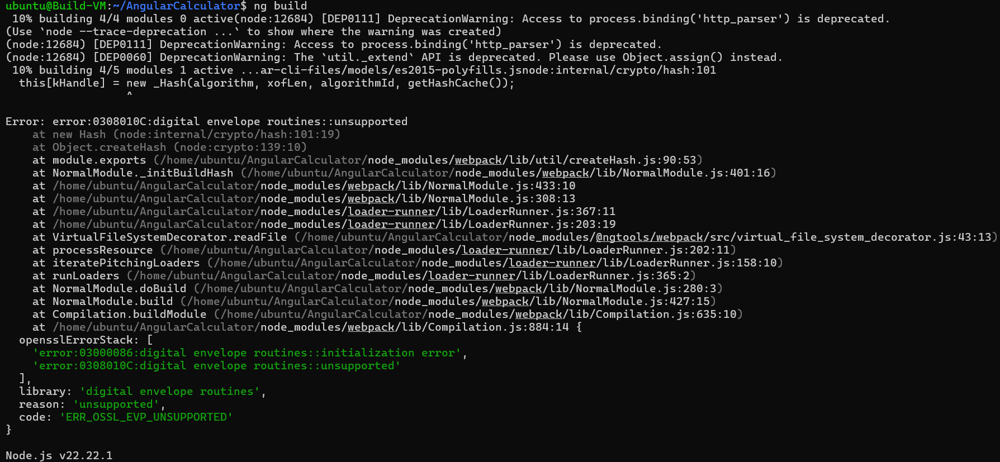 ubuntu@Build-VM:~/AngularCalculator$ ng build
 10% building 4/4 modules 0 active(node:12684) [DEP0111] DeprecationWarning: Access to process.binding('http_parser') is deprecated.
(Use `node --trace-deprecation ...` to show where the warning was created)
(node:12684) [DEP0111] DeprecationWarning: Access to process.binding('http_parser') is deprecated.
(node:12684) [DEP0060] DeprecationWarning: The `util._extend` API is deprecated. Please use Object.assign() instead.
 10% building 4/5 modules 1 active ...ar-cli-files/models/es2015-polyfills.jsnode:internal/crypto/hash:101
  this[kHandle] = new _Hash(algorithm, xofLen, algorithmId, getHashCache());
                  ^

Error: error:0308010C:digital envelope routines::unsupported
    at new Hash (node:internal/crypto/hash:101:19)
    at Object.createHash (node:crypto:139:10)
    at module.exports (/home/ubuntu/AngularCalculator/node_modules/webpack/lib/util/createHash.js:90:53)
    at NormalModule._initBuildHash (/home/ubuntu/AngularCalculator/node_modules/webpack/lib/NormalModule.js:401:16)
    at /home/ubuntu/AngularCalculator/node_modules/webpack/lib/NormalModule.js:433:10
    at /home/ubuntu/AngularCalculator/node_modules/webpack/lib/NormalModule.js:308:13
    at /home/ubuntu/AngularCalculator/node_modules/loader-runner/lib/LoaderRunner.js:367:11
    at /home/ubuntu/AngularCalculator/node_modules/loader-runner/lib/LoaderRunner.js:203:19
    at VirtualFileSystemDecorator.readFile (/home/ubuntu/AngularCalculator/node_modules/@ngtools/webpack/src/virtual_file_system_decorator.js:43:13)
    at processResource (/home/ubuntu/AngularCalculator/node_modules/loader-runner/lib/LoaderRunner.js:202:11)
    at iteratePitchingLoaders (/home/ubuntu/AngularCalculator/node_modules/loader-runner/lib/LoaderRunner.js:158:10)
    at runLoaders (/home/ubuntu/AngularCalculator/node_modules/loader-runner/lib/LoaderRunner.js:365:2)
    at NormalModule.doBuild (/home/ubuntu/AngularCalculator/node_modules/webpack/lib/NormalModule.js:280:3)
    at NormalModule.build (/home/ubuntu/AngularCalculator/node_modules/webpack/lib/NormalModule.js:427:15)
    at Compilation.buildModule (/home/ubuntu/AngularCalculator/node_modules/webpack/lib/Compilation.js:635:10)
    at /home/ubuntu/AngularCalculator/node_modules/webpack/lib/Compilation.js:884:14 {
  opensslErrorStack: [
    'error:03000086:digital envelope routines::initialization error',
    'error:0308010C:digital envelope routines::unsupported'
  ],
  library: 'digital envelope routines',
  reason: 'unsupported',
  code: 'ERR_OSSL_EVP_UNSUPPORTED'
}

Node.js v22.22.1